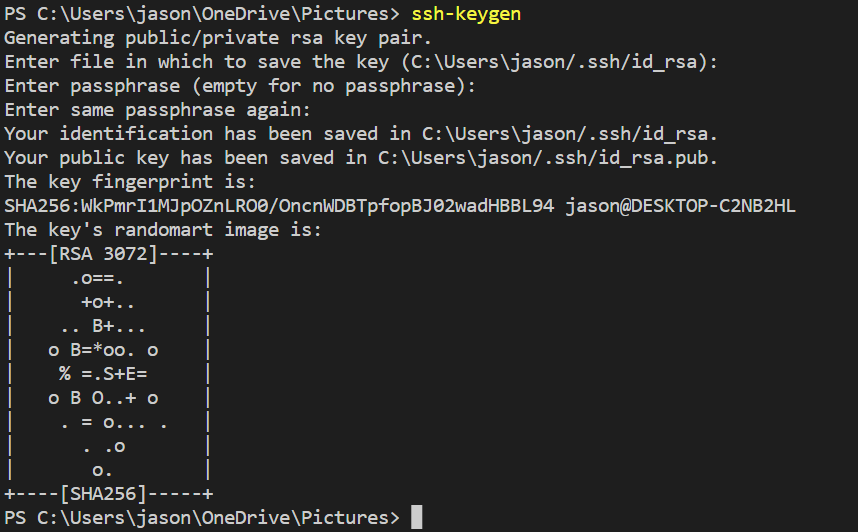 PS C:\Users\jason\OneDrive\Pictures> ssh-keygen
Generating public/private rsa key pair.
Enter file in which to save the key (C:\Users\jason/.ssh/id_rsa):
Enter passphrase (empty for no passphrase):
Enter same passphrase again:
Your identification has been saved in C:\Users\jason/.ssh/id_rsa.
Your public key has been saved in C:\Users\jason/.ssh/id_rsa.pub.
The key fingerprint is:
SHA256:WkPmrI1MJpOZnLRO0/OncnWDBTpfopBJ02wadHBBL94 jason@DESKTOP-C2NB2HL
The key's randomart image is:
+---[RSA 3072]----+
|     .o==.       |
|      +o+..      |
|    .. B+...     |
|   o B=*oo. o    |
|    % =.S+E=     |
|   o B O..+ o    |
|    . = o... .   |
|      . .o       |
|       o.        |
+----[SHA256]-----+
PS C:\Users\jason\OneDrive\Pictures>